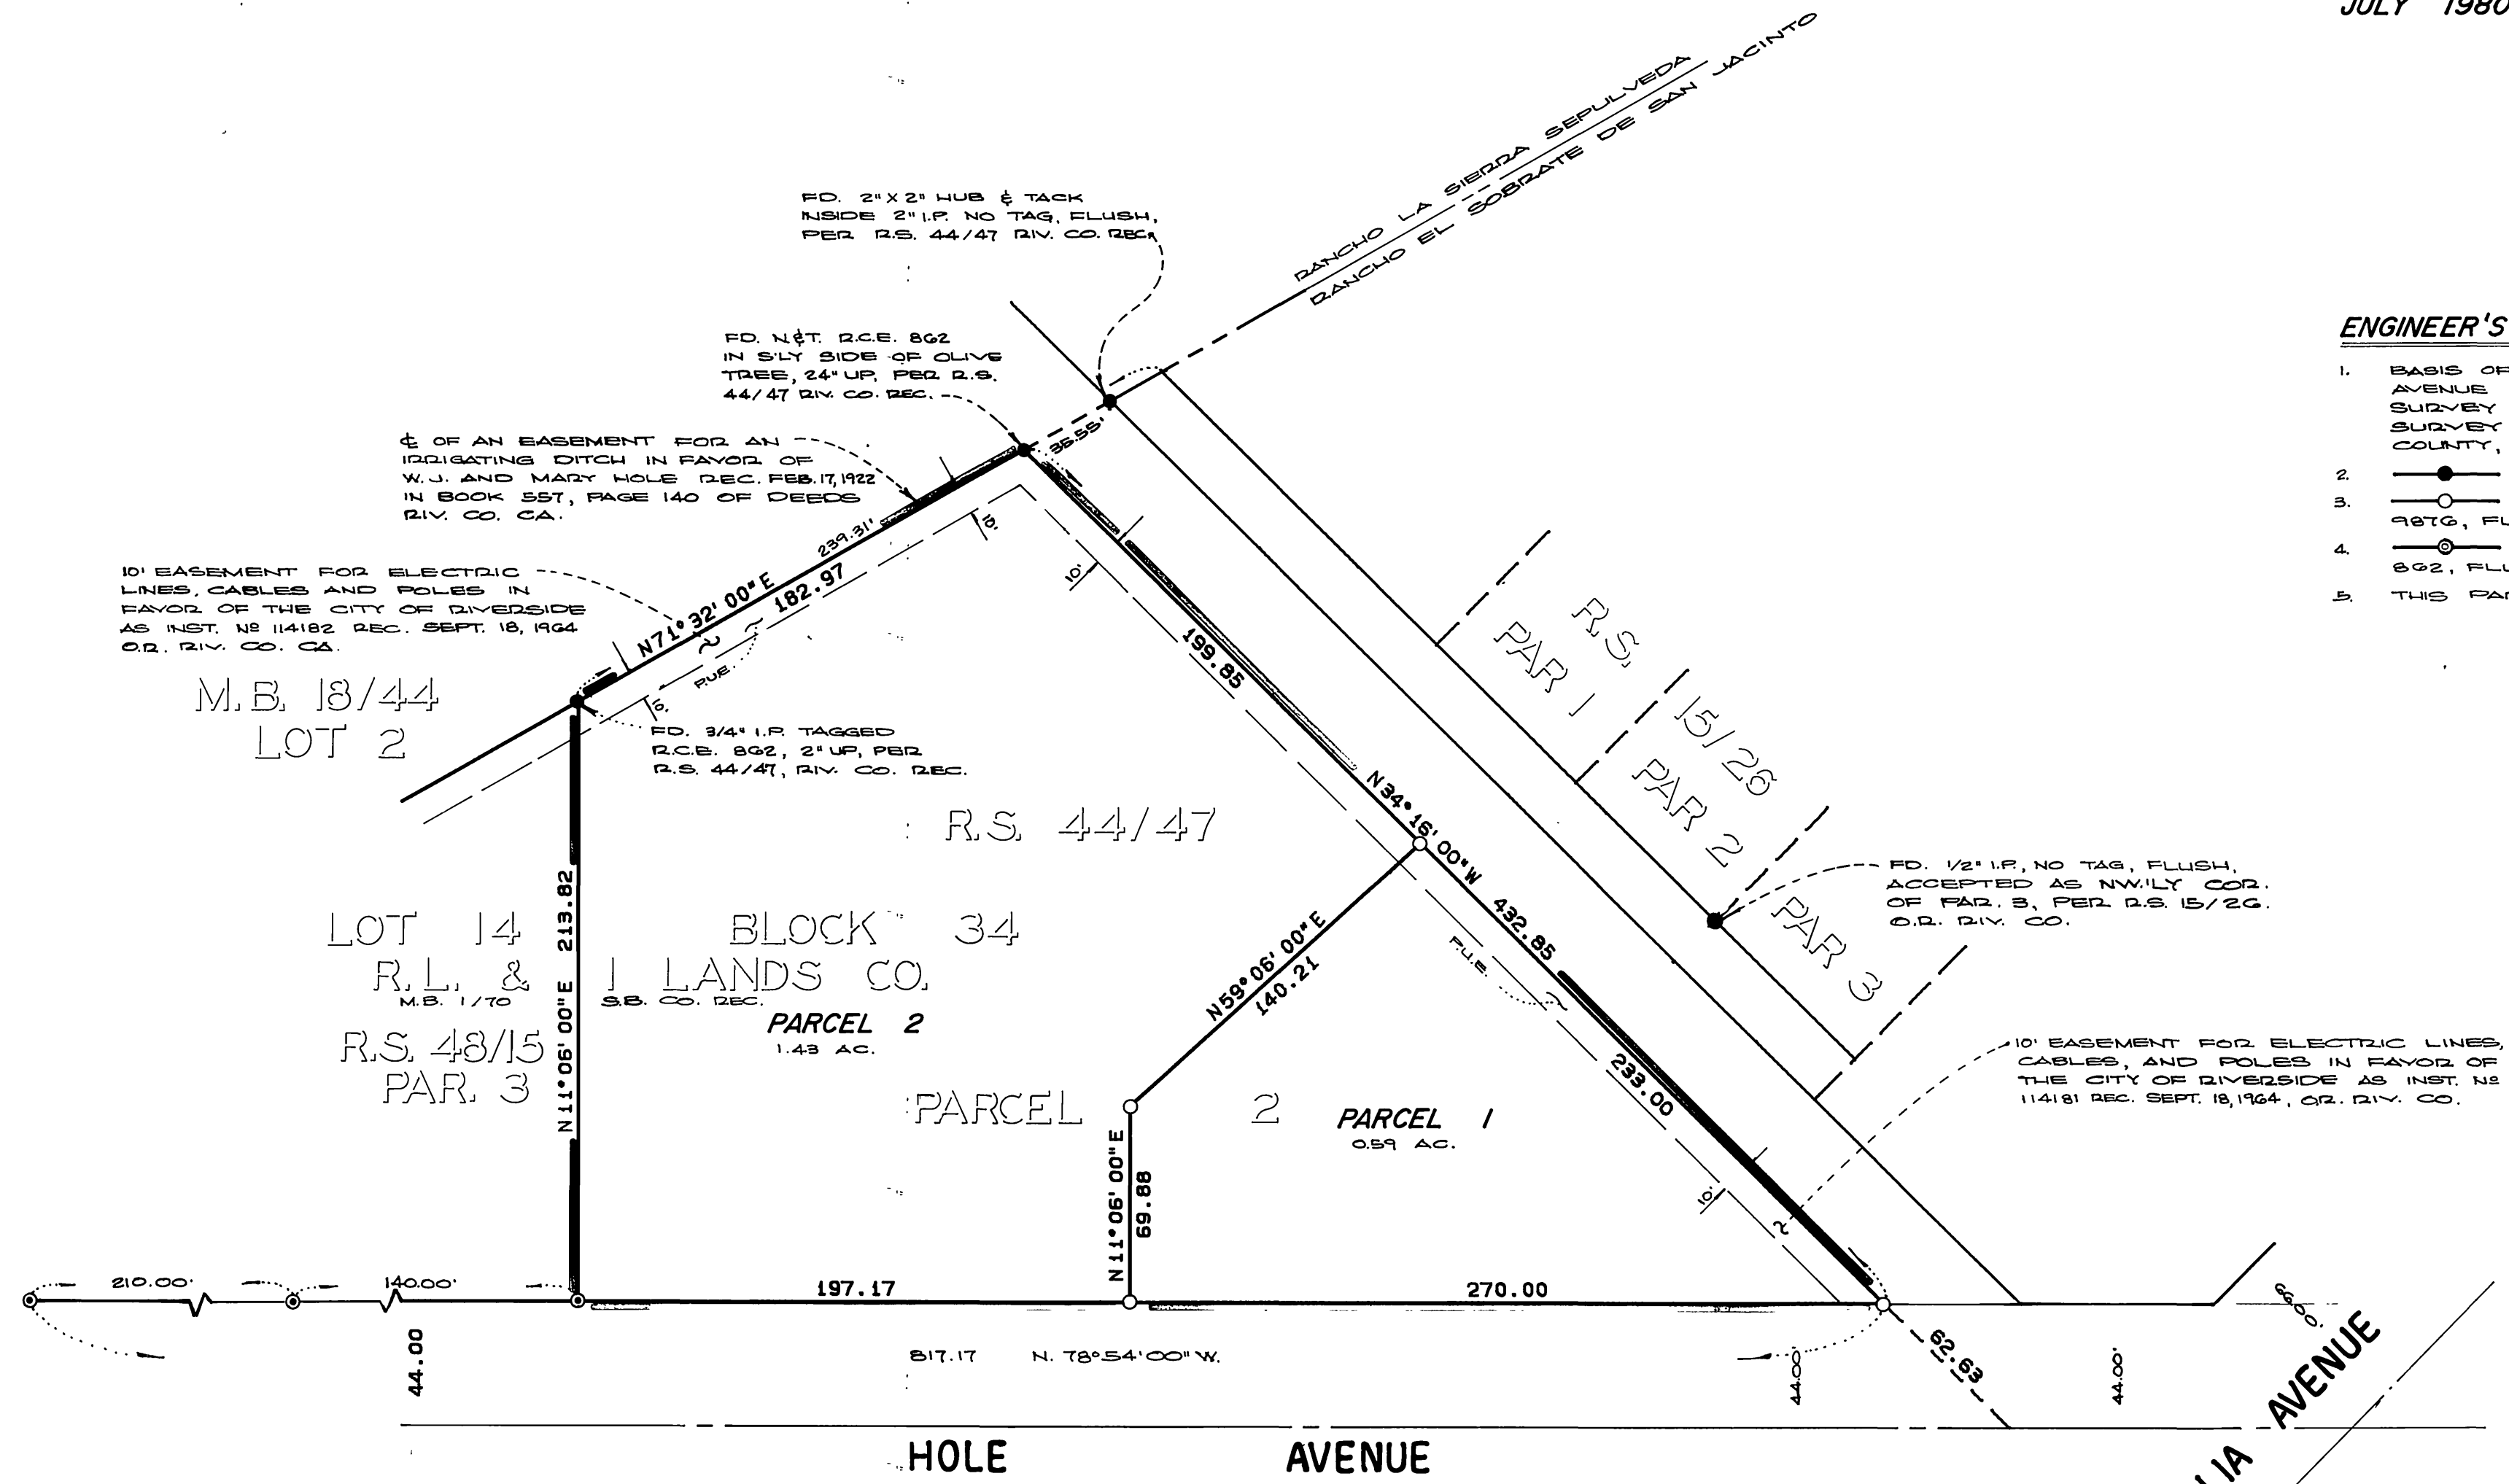 JULY 1980
RANCHO LA SIERRA SEPULVEDA
RANCHO EL SOBRATE DE SAN JACINTO
FD. 2" X 2" HUB & TACK
INSIDE 2" I.P. NO TAG, FLUSH,
PER R.S. 44/47 RIV. CO. REC.
FD. N.&T. R.C.E. 862
IN S'LY SIDE OF OLIVE
TREE, 24" UP, PER R.S.
44/47 RIV. CO. REC.
35.55'
℄ OF AN EASEMENT FOR AN
IRRIGATING DITCH IN FAVOR OF
W.J. AND MARY HOLE REC. FEB. 17, 1922
IN BOOK 557, PAGE 140 OF DEEDS
RIV. CO. CA.
239.31'
10'
10'
10' EASEMENT FOR ELECTRIC
LINES, CABLES AND POLES IN
FAVOR OF THE CITY OF RIVERSIDE
AS INST. Nº 114182 REC. SEPT. 18, 1964
O.R. RIV. CO. CA.
N71°32'00"E
182.97
P.U.E.
10'
M.B. 18/44
LOT 2
FD. 3/4" I.P. TAGGED
R.C.E. 862, 2" UP, PER
R.S. 44/47, RIV. CO. REC.
ENGINEER'S
1. BASIS OF
AVENUE
SURVEY
SURVEY
COUNTY,
2.
3.
9876, FL
4.
862, FLU
5. THIS PAR
199.85
R.S. 15/26
PAR 1
PAR 2
PAR 3
R.S. 44/47
N34°16'00"W 432.85
FD. 1/2" I.P., NO TAG, FLUSH,
ACCEPTED AS NW.'LY COR.
OF PAR. 3, PER R.S. 15/26.
O.R. RIV. CO.
LOT 14 BLOCK 34
R.L. & I LANDS CO.
M.B. 1/70 S.B. CO. REC.
PARCEL 2
1.43 AC.
R.S. 48/15
PAR. 3
N11°06'00"E 213.82
N59°06'00"E
140.21
P.U.E.
233.00
10' EASEMENT FOR ELECTRIC LINES,
CABLES, AND POLES IN FAVOR OF
THE CITY OF RIVERSIDE AS INST. Nº
114181 REC. SEPT. 18, 1964, O.R. RIV. CO.
PARCEL 2
PARCEL 1
0.59 AC.
N11°06'00"E
69.88
10'
210.00'
140.00'
197.17
270.00
66.00'
44.00
817.17 N. 78°54'00" W.
44.00'
62.63
44.00'
HOLE AVENUE
LIA AVENUE